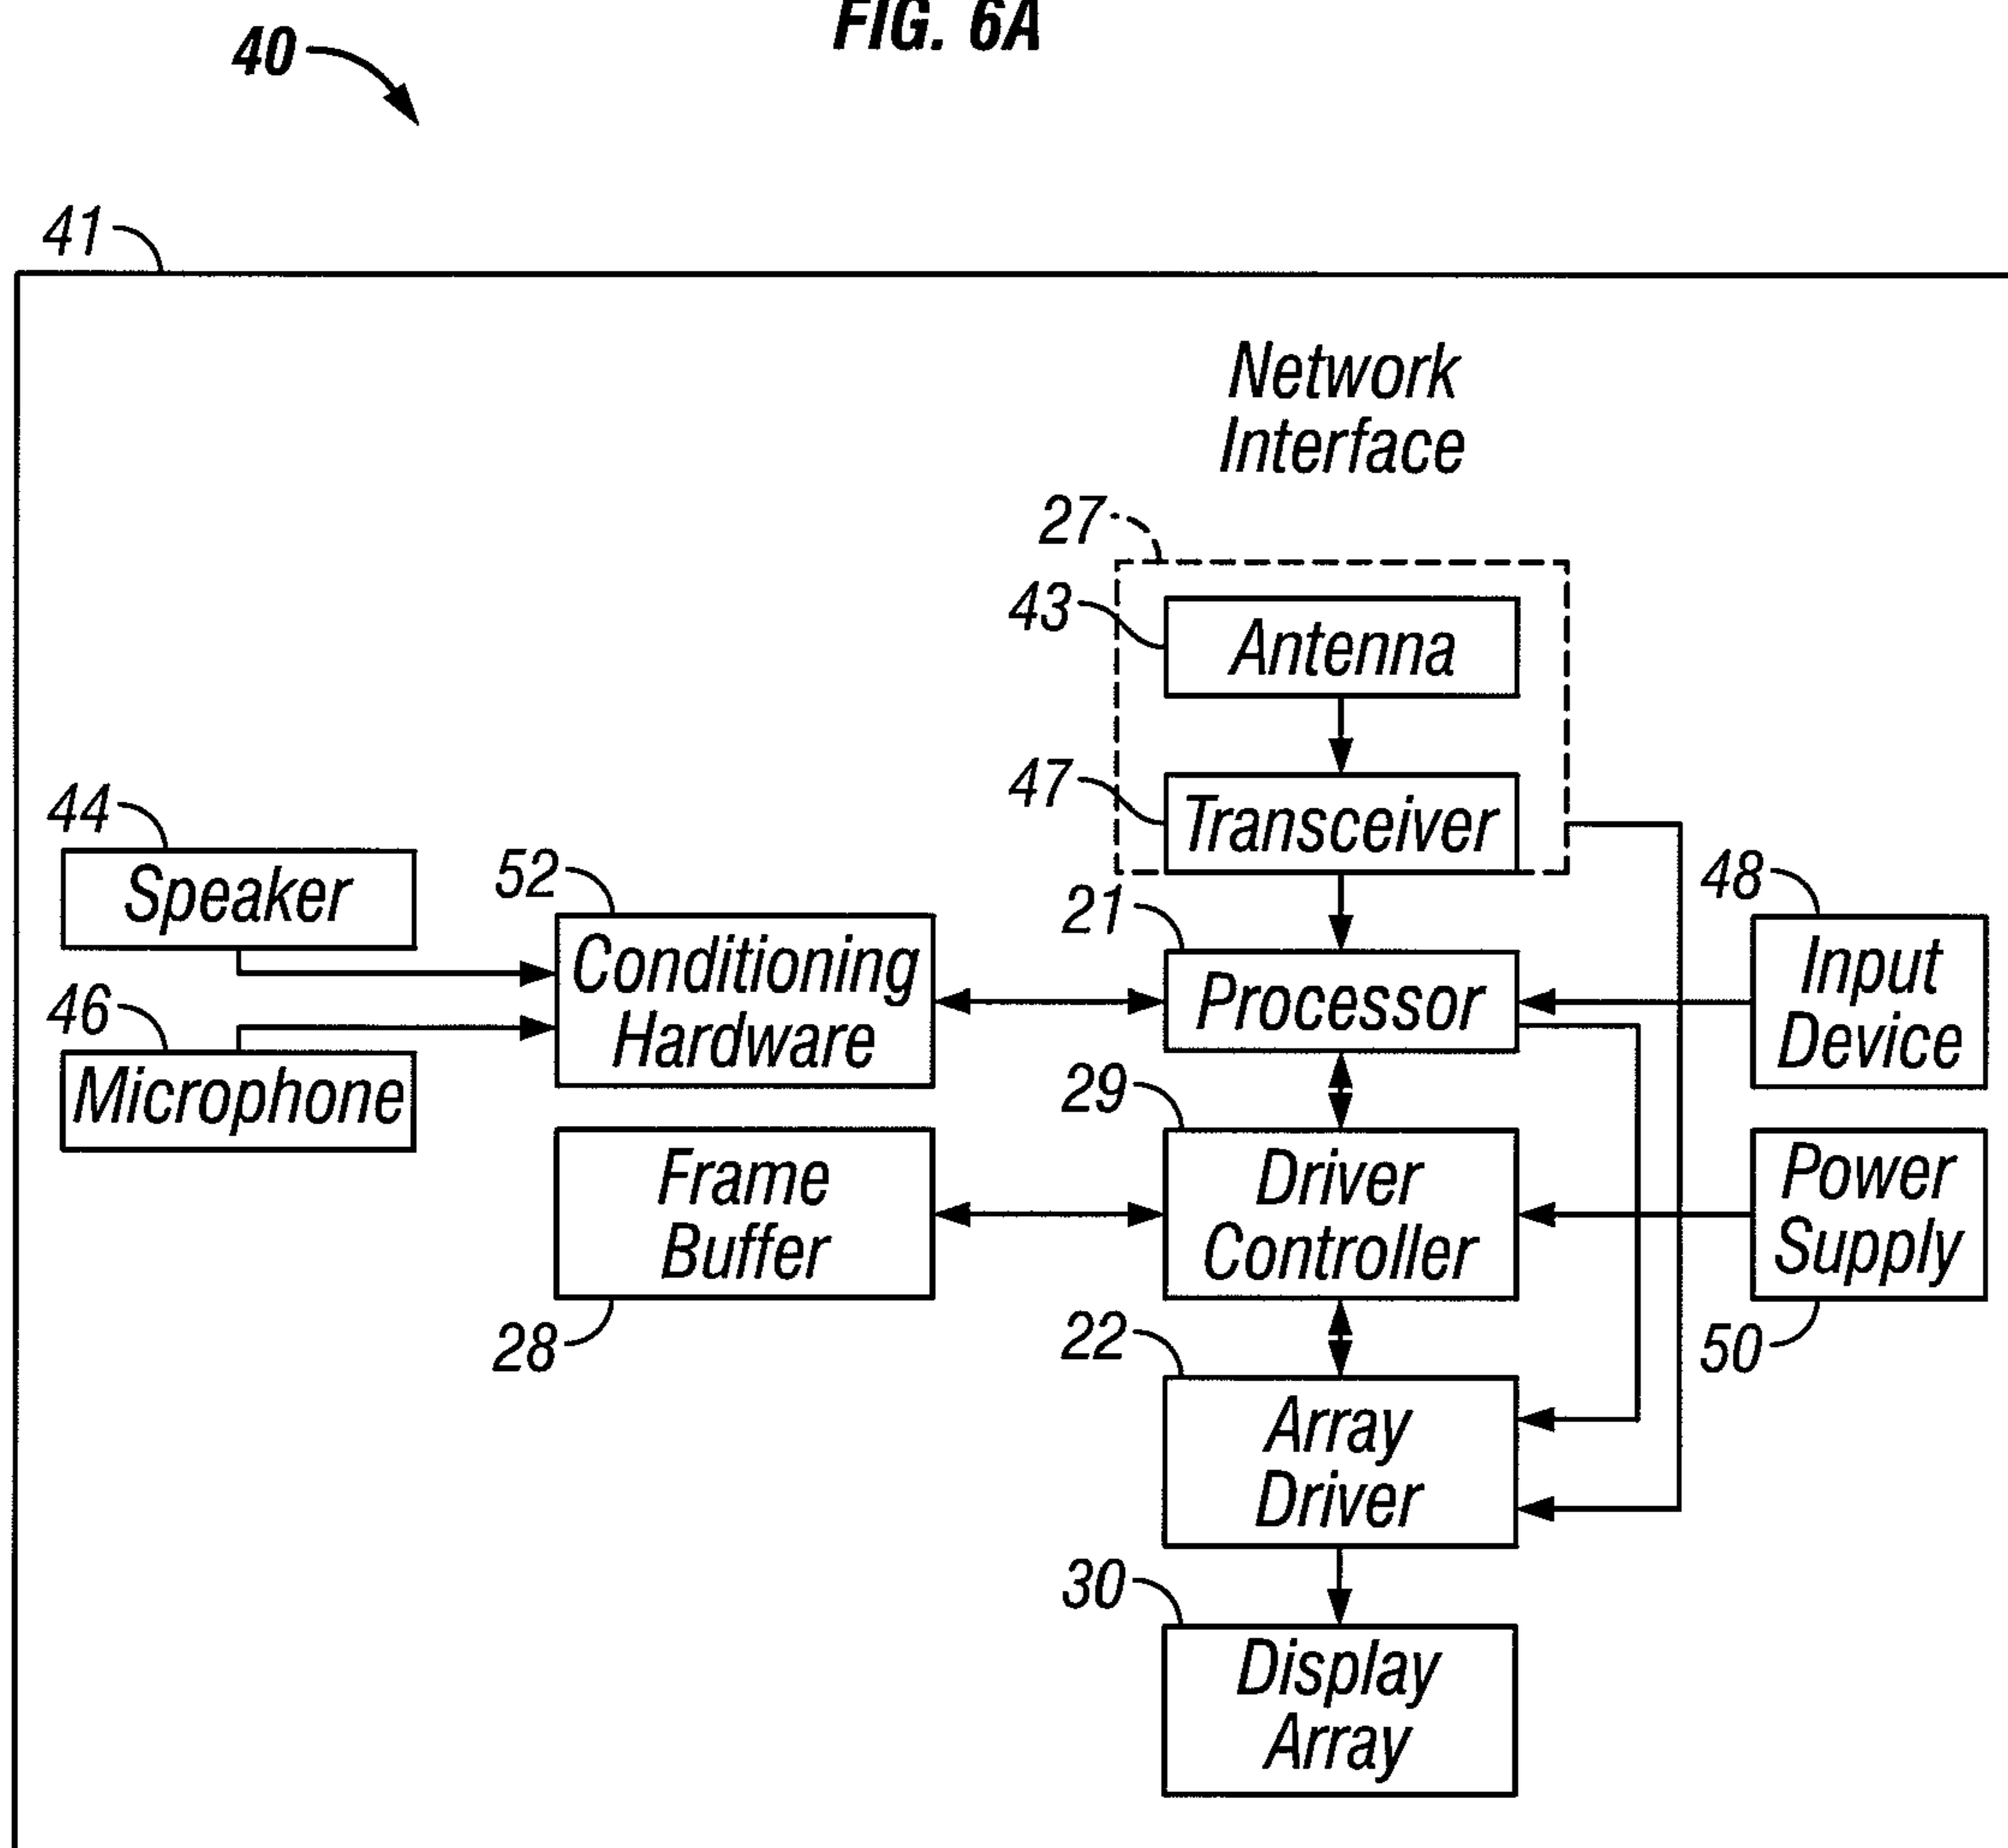 FIG. 6A
40
41
Network
Interface
27
43
Antenna
47
Transceiver
44
Speaker
52
Conditioning
Hardware
21
Processor
48
Input
Device
46
Microphone
29
Driver
Controller
Frame
Buffer
28
Power
Supply
50
22
Array
Driver
30
Display
Array